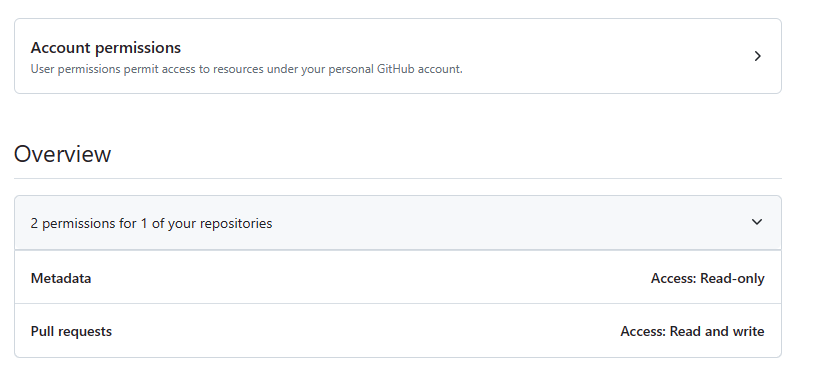 Account permissions
User permissions permit access to resources under your personal GitHub account.
Overview
2 permissions for 1 of your repositories
Metadata Access: Read-only
Pull requests Access: Read and write